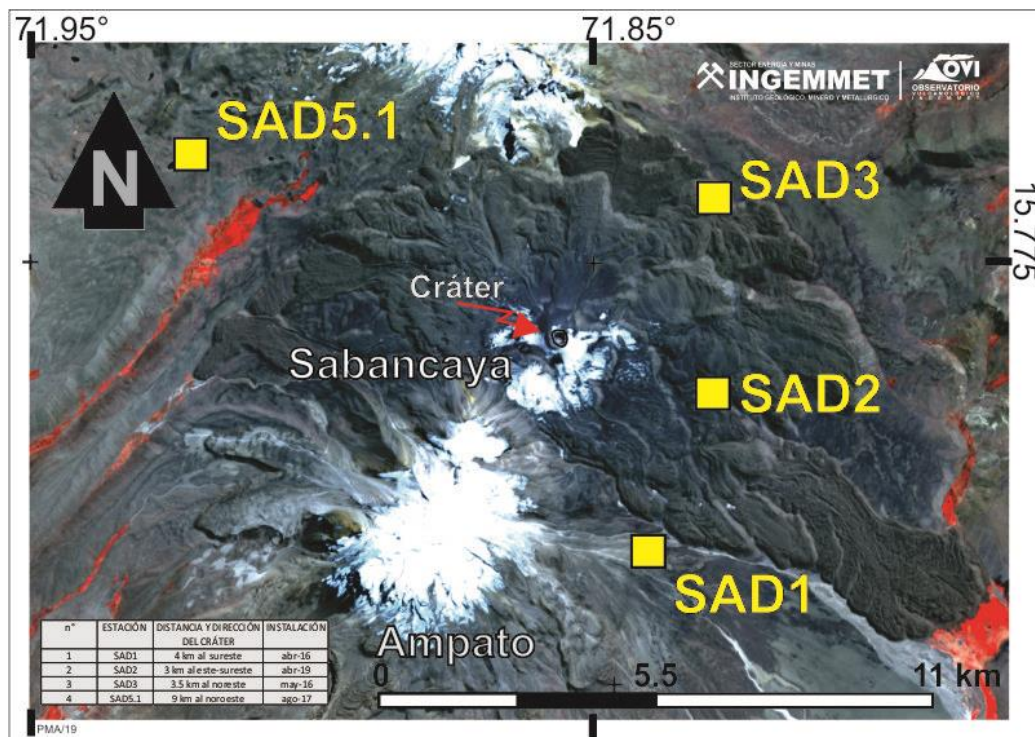 71.95°
71.85°
SECTOR ENERGÍA Y MINAS
INGEMMET
INSTITUTO GEOLÓGICO, MINERO Y METALÚRGICO
OVI
OBSERVATORIO
VULCANOLÓGICO
INGEMMET
SAD5.1
N
SAD3
15.775
Cráter
Sabancaya
SAD2
SAD1
Ampato
n° ESTACIÓN DISTANCIA Y DIRECCIÓN DEL CRÁTER INSTALACIÓN
1 SAD1 4 km al sureste abr-16
2 SAD2 3 km al este-sureste abr-19
3 SAD3 3.5 km al noreste may-16
4 SAD5.1 9 km al noroeste ago-17
0 5.5 11 km
PMA/19